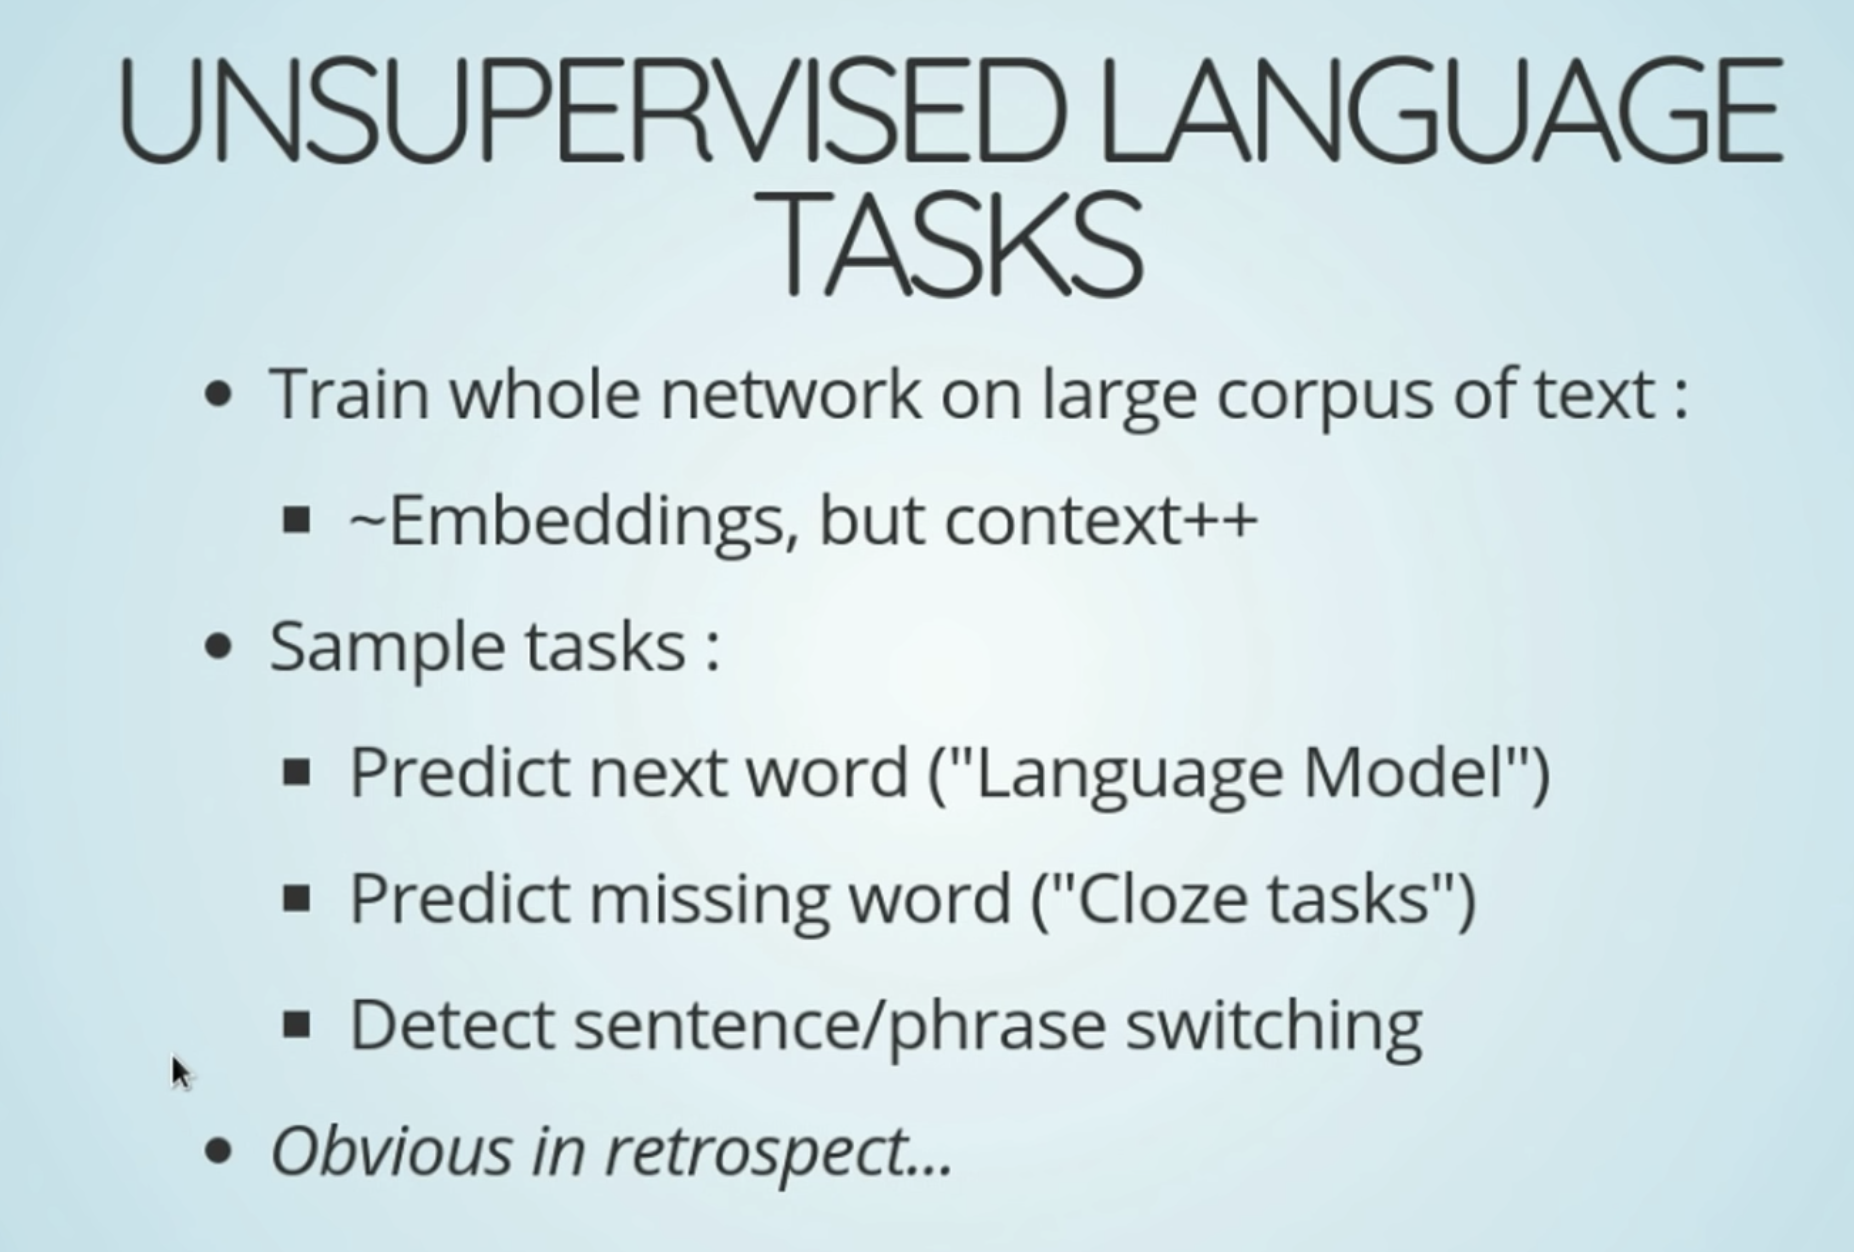 UNSUPERVISED LANGUAGE
TASKS
• Train whole network on large corpus of text :
▪ ~Embeddings, but context++
• Sample tasks :
▪ Predict next word ("Language Model")
▪ Predict missing word ("Cloze tasks")
▪ Detect sentence/phrase switching
• Obvious in retrospect...